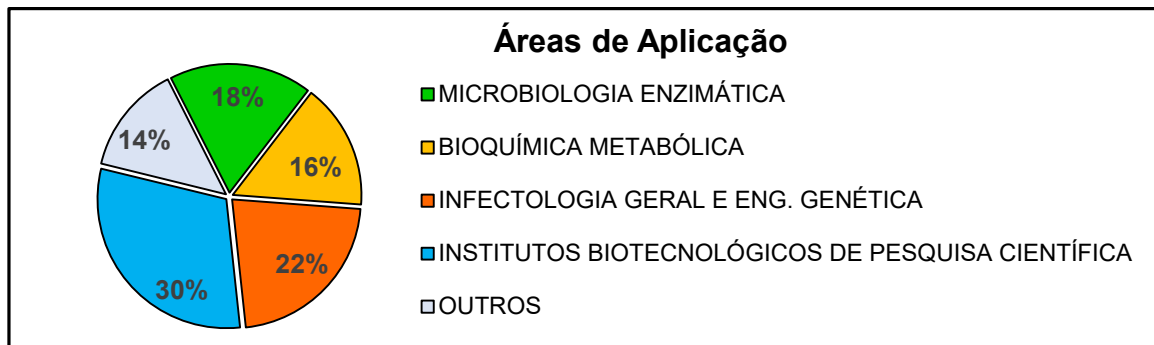 Áreas de Aplicação
18%
16%
22%
30%
14%
MICROBIOLOGIA ENZIMÁTICA
BIOQUÍMICA METABÓLICA
INFECTOLOGIA GERAL E ENG. GENÉTICA
INSTITUTOS BIOTECNOLÓGICOS DE PESQUISA CIENTÍFICA
OUTROS